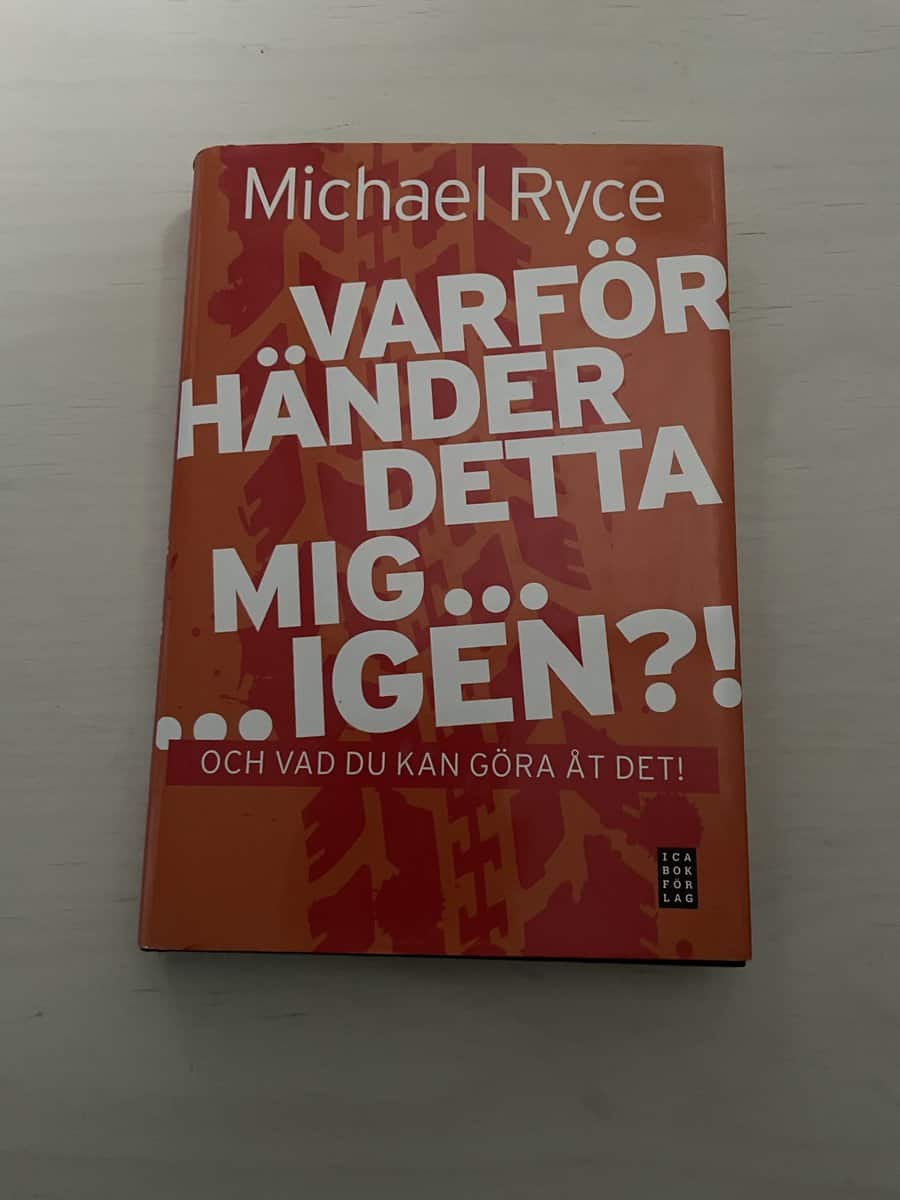 Michael Ryce
VARFÖR
HÄNDER
DETTA
MIG...
...IGEN?!
OCH VAD DU KAN GÖRA ÅT DET!
ICA
BOK
FÖR
LAG